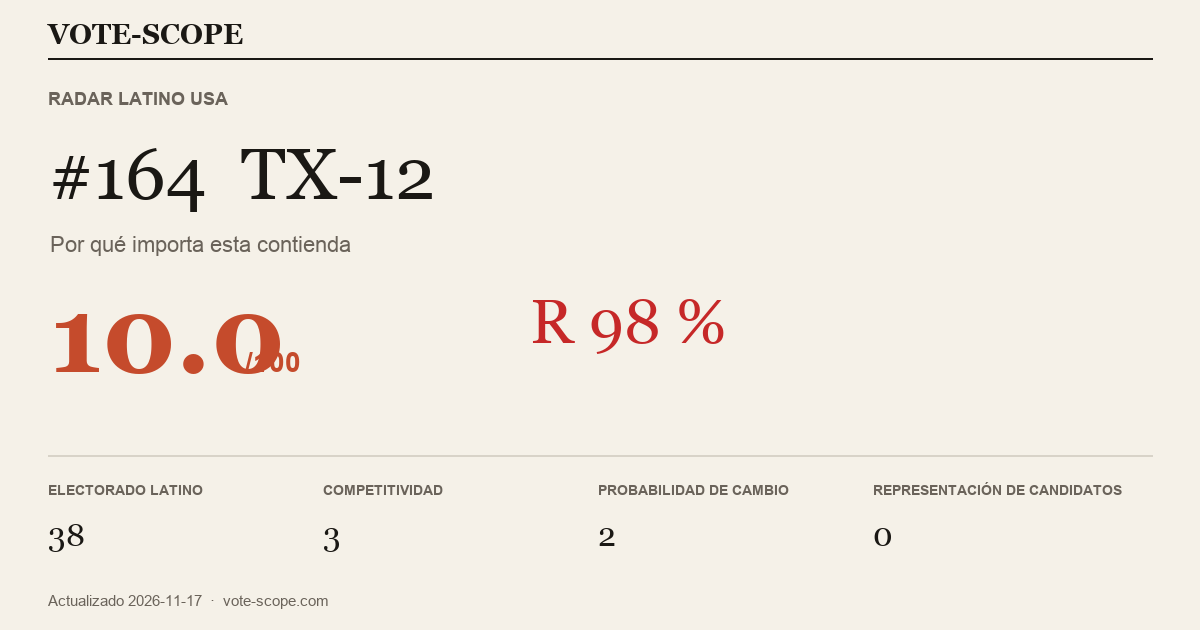 VOTE-SCOPE
RADAR LATINO USA
#164 TX-12
Por qué importa esta contienda
10.0 /100
R 98 %
ELECTORADO LATINO
COMPETITIVIDAD
PROBABILIDAD DE CAMBIO
REPRESENTACIÓN DE CANDIDATOS
38
3
2
0
Actualizado 2026-11-17 · vote-scope.com